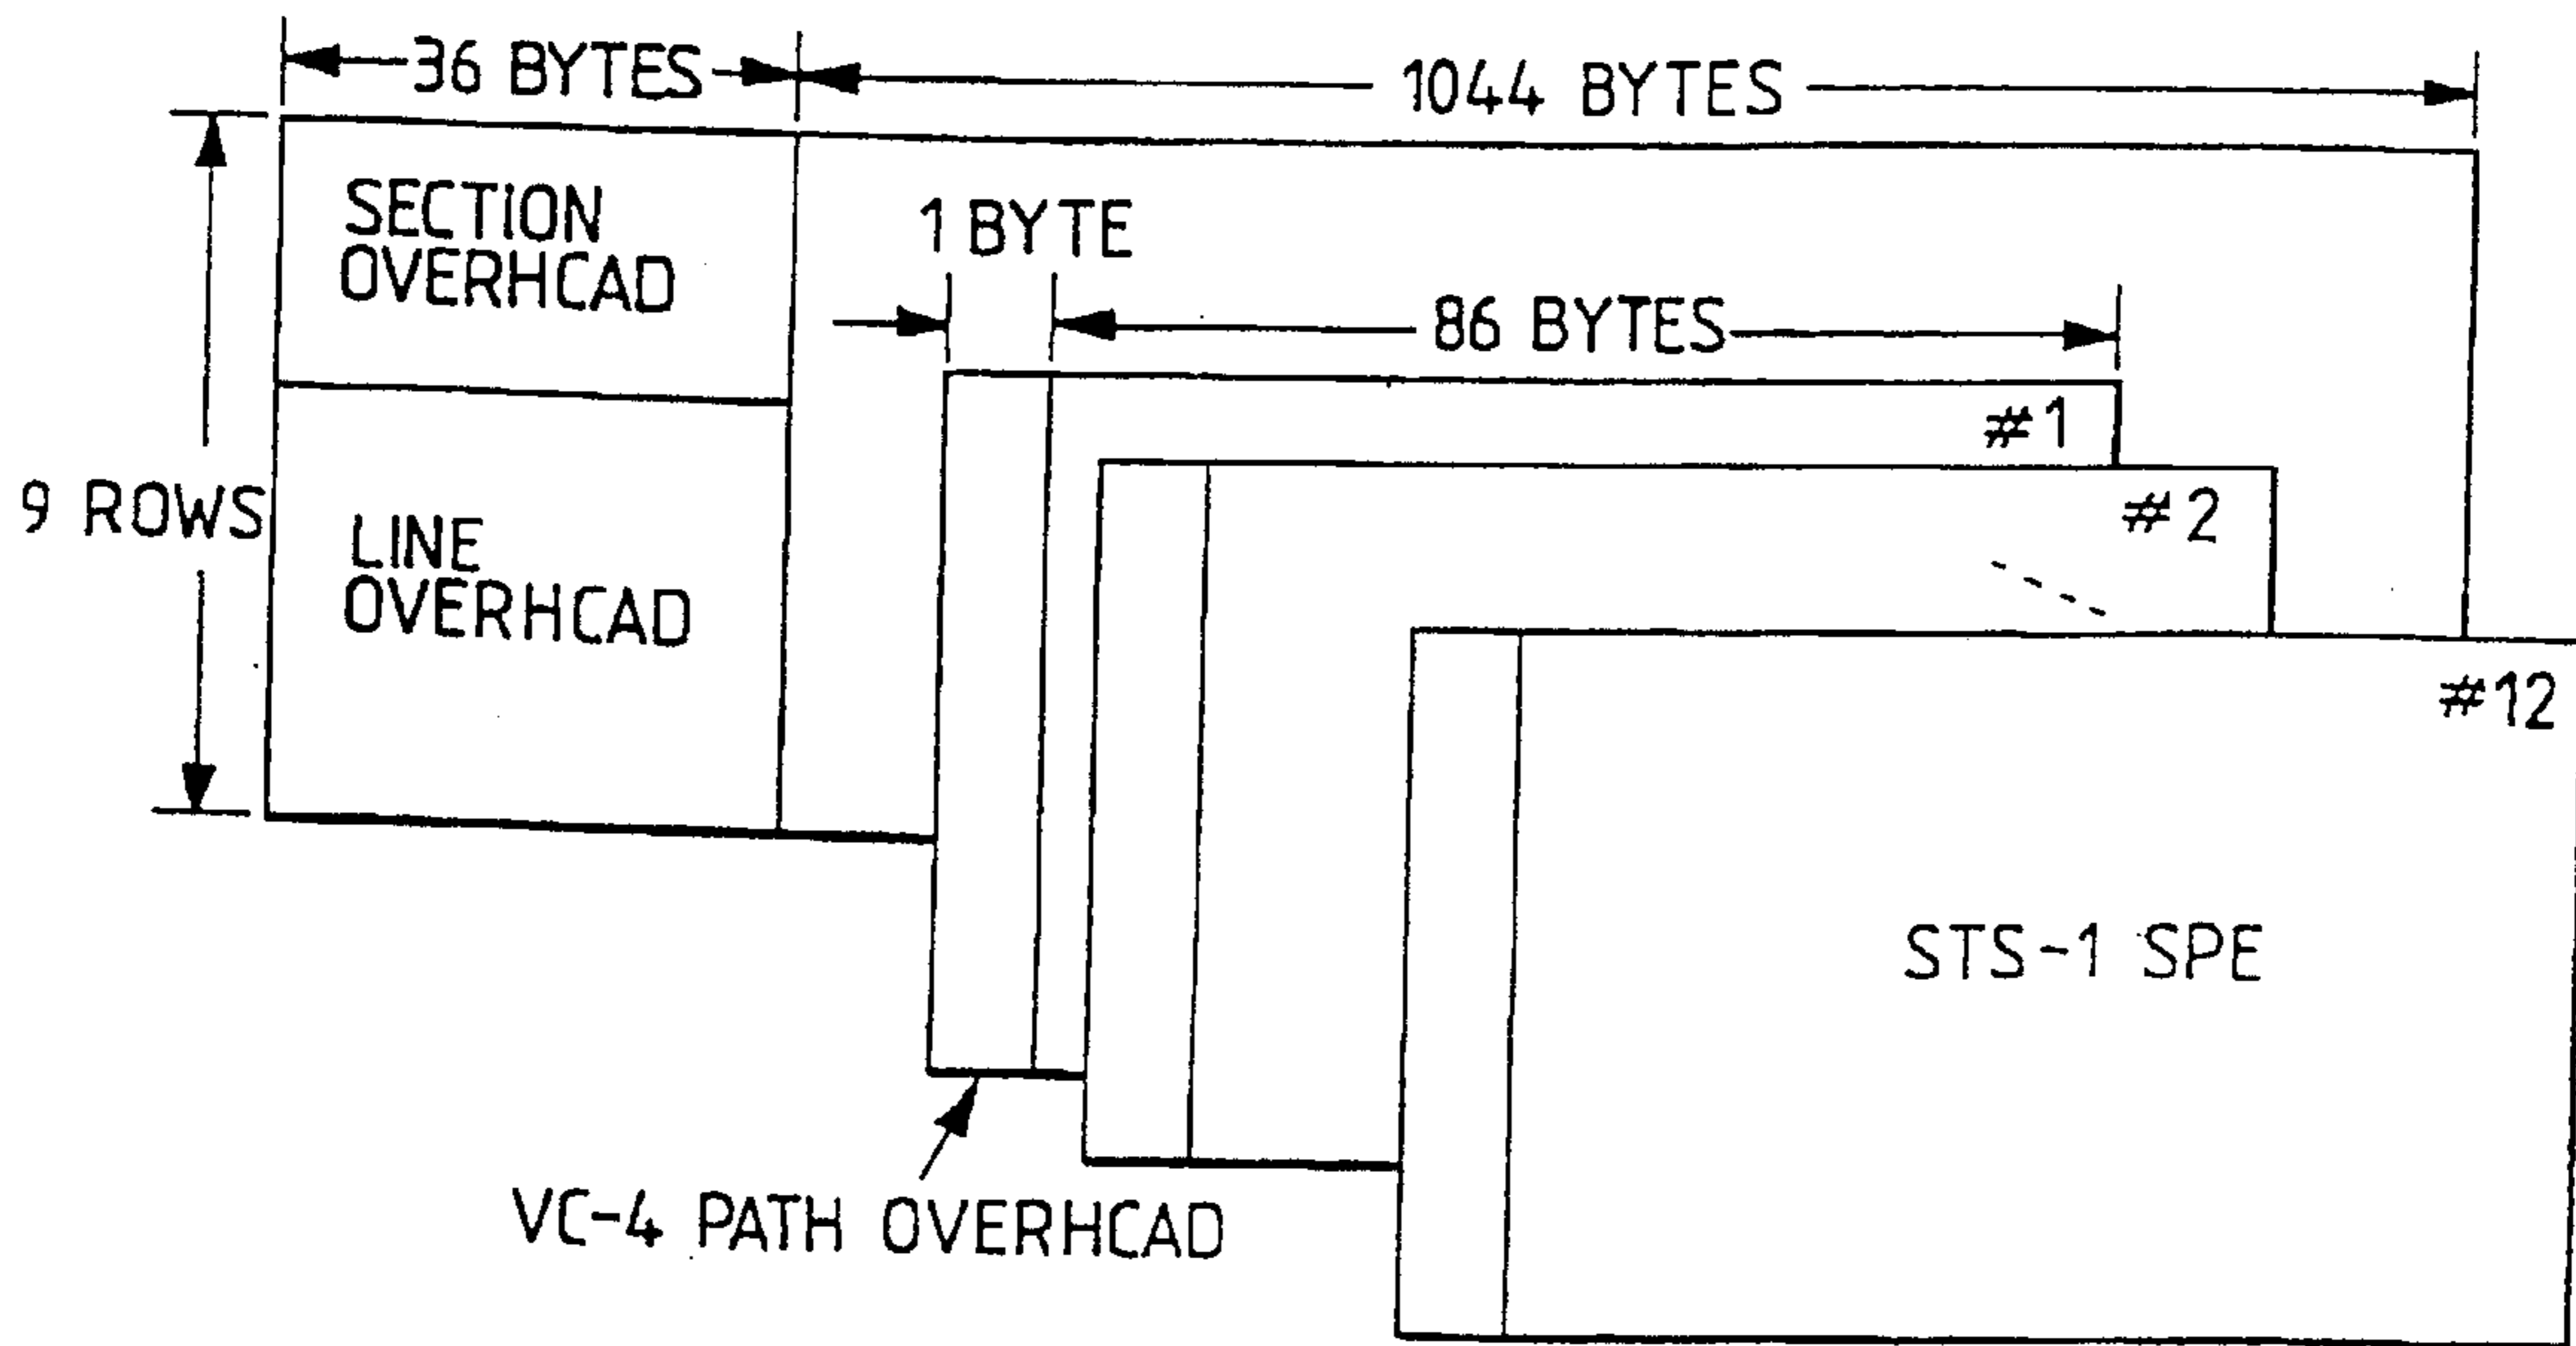 36 BYTES
1044 BYTES
SECTION
OVERHCAD
1 BYTE
86 BYTES
#1
#2
9 ROWS
LINE
OVERHCAD
#12
STS-1 SPE
VC-4 PATH OVERHCAD